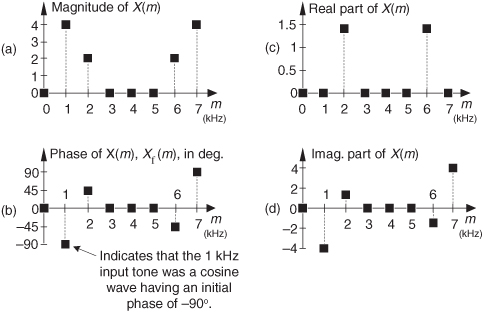 Magnitude of X(m)
(a)
4
3
2
1
0
0 1 2 3 4 5 6 7 m
(kHz)
Real part of X(m)
(c)
1.5
1
0.5
0
0 1 2 3 4 5 6 7 m
(kHz)
Phase of X(m), X𝑓(m), in deg.
(b)
90
45
0
−45
−90
0 1 2 3 4 5 6 7 m
(kHz)
Indicates that the 1 kHz
input tone was a cosine
wave having an initial
phase of −90°.
Imag. part of X(m)
(d)
4
2
0
−2
−4
0 1 2 3 4 5 6 7 m
(kHz)